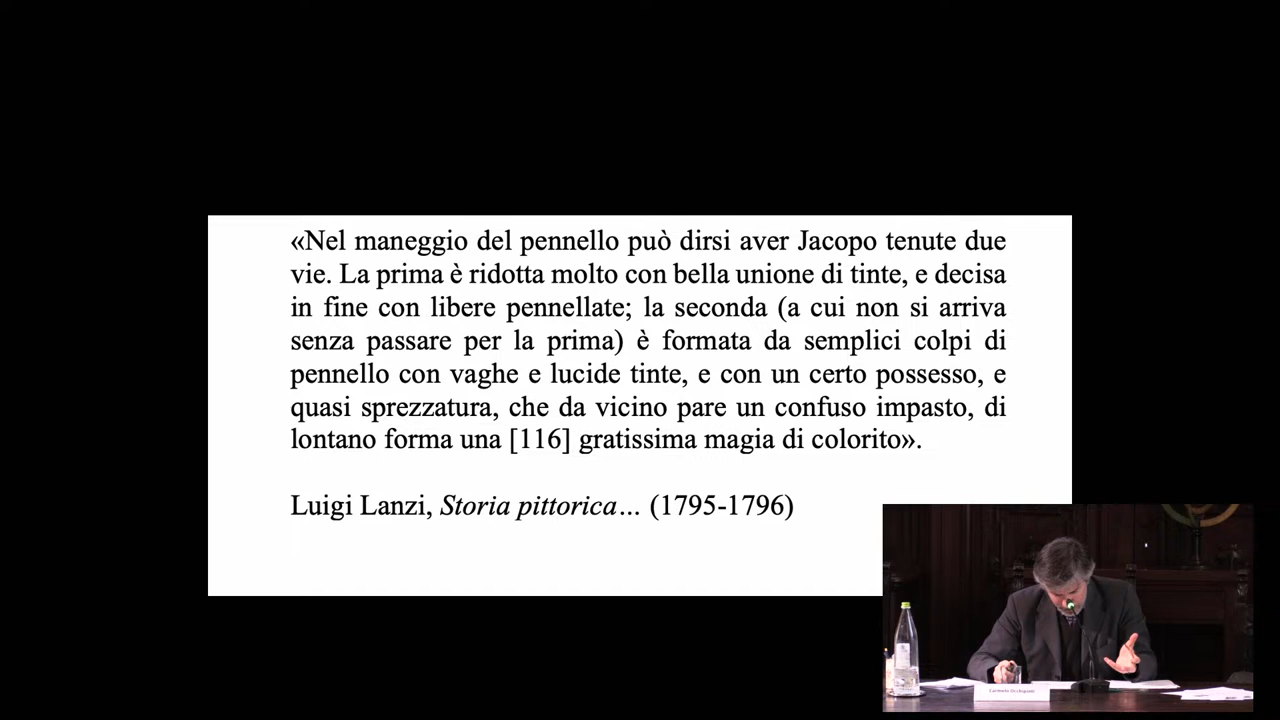 «Nel maneggio del pennello può dirsi aver Jacopo tenute due
vie. La prima è ridotta molto con bella unione di tinte, e decisa
in fine con libere pennellate; la seconda (a cui non si arriva
senza passare per la prima) è formata da semplici colpi di
pennello con vaghe e lucide tinte, e con un certo possesso, e
quasi sprezzatura, che da vicino pare un confuso impasto, di
lontano forma una [116] gratissima magia di colorito».
Luigi Lanzi, Storia pittorica... (1795-1796)